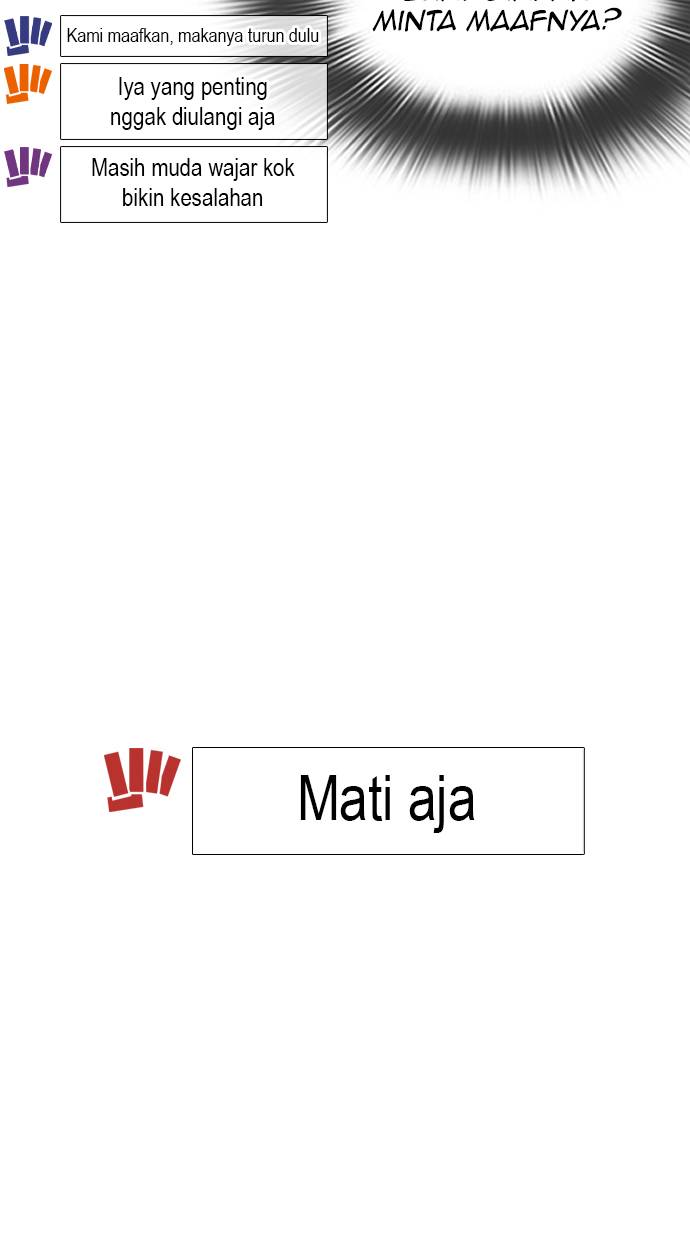 MINTA MAAFNYA?
Kami maafkan, makanya turun dulu
Iya yang penting
nggak diulangi aja
Masih muda wajar kok
bikin kesalahan
Mati aja